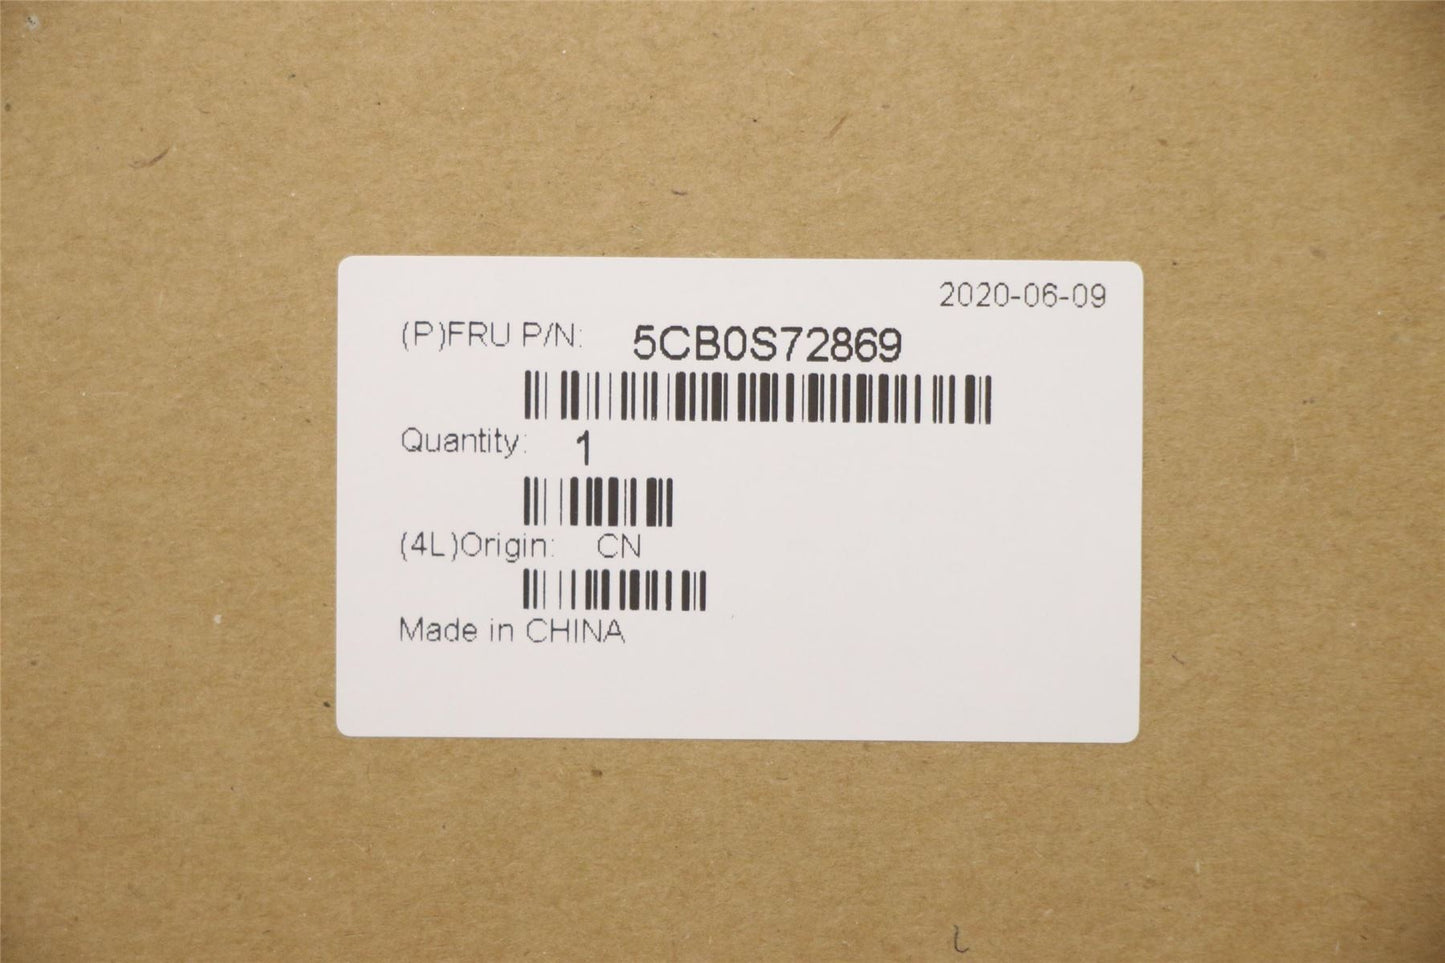 2020-06-09
(P)FRU P/N: 5CB0S72869
Quantity: 1
(4L)Origin: CN
Made in CHINA